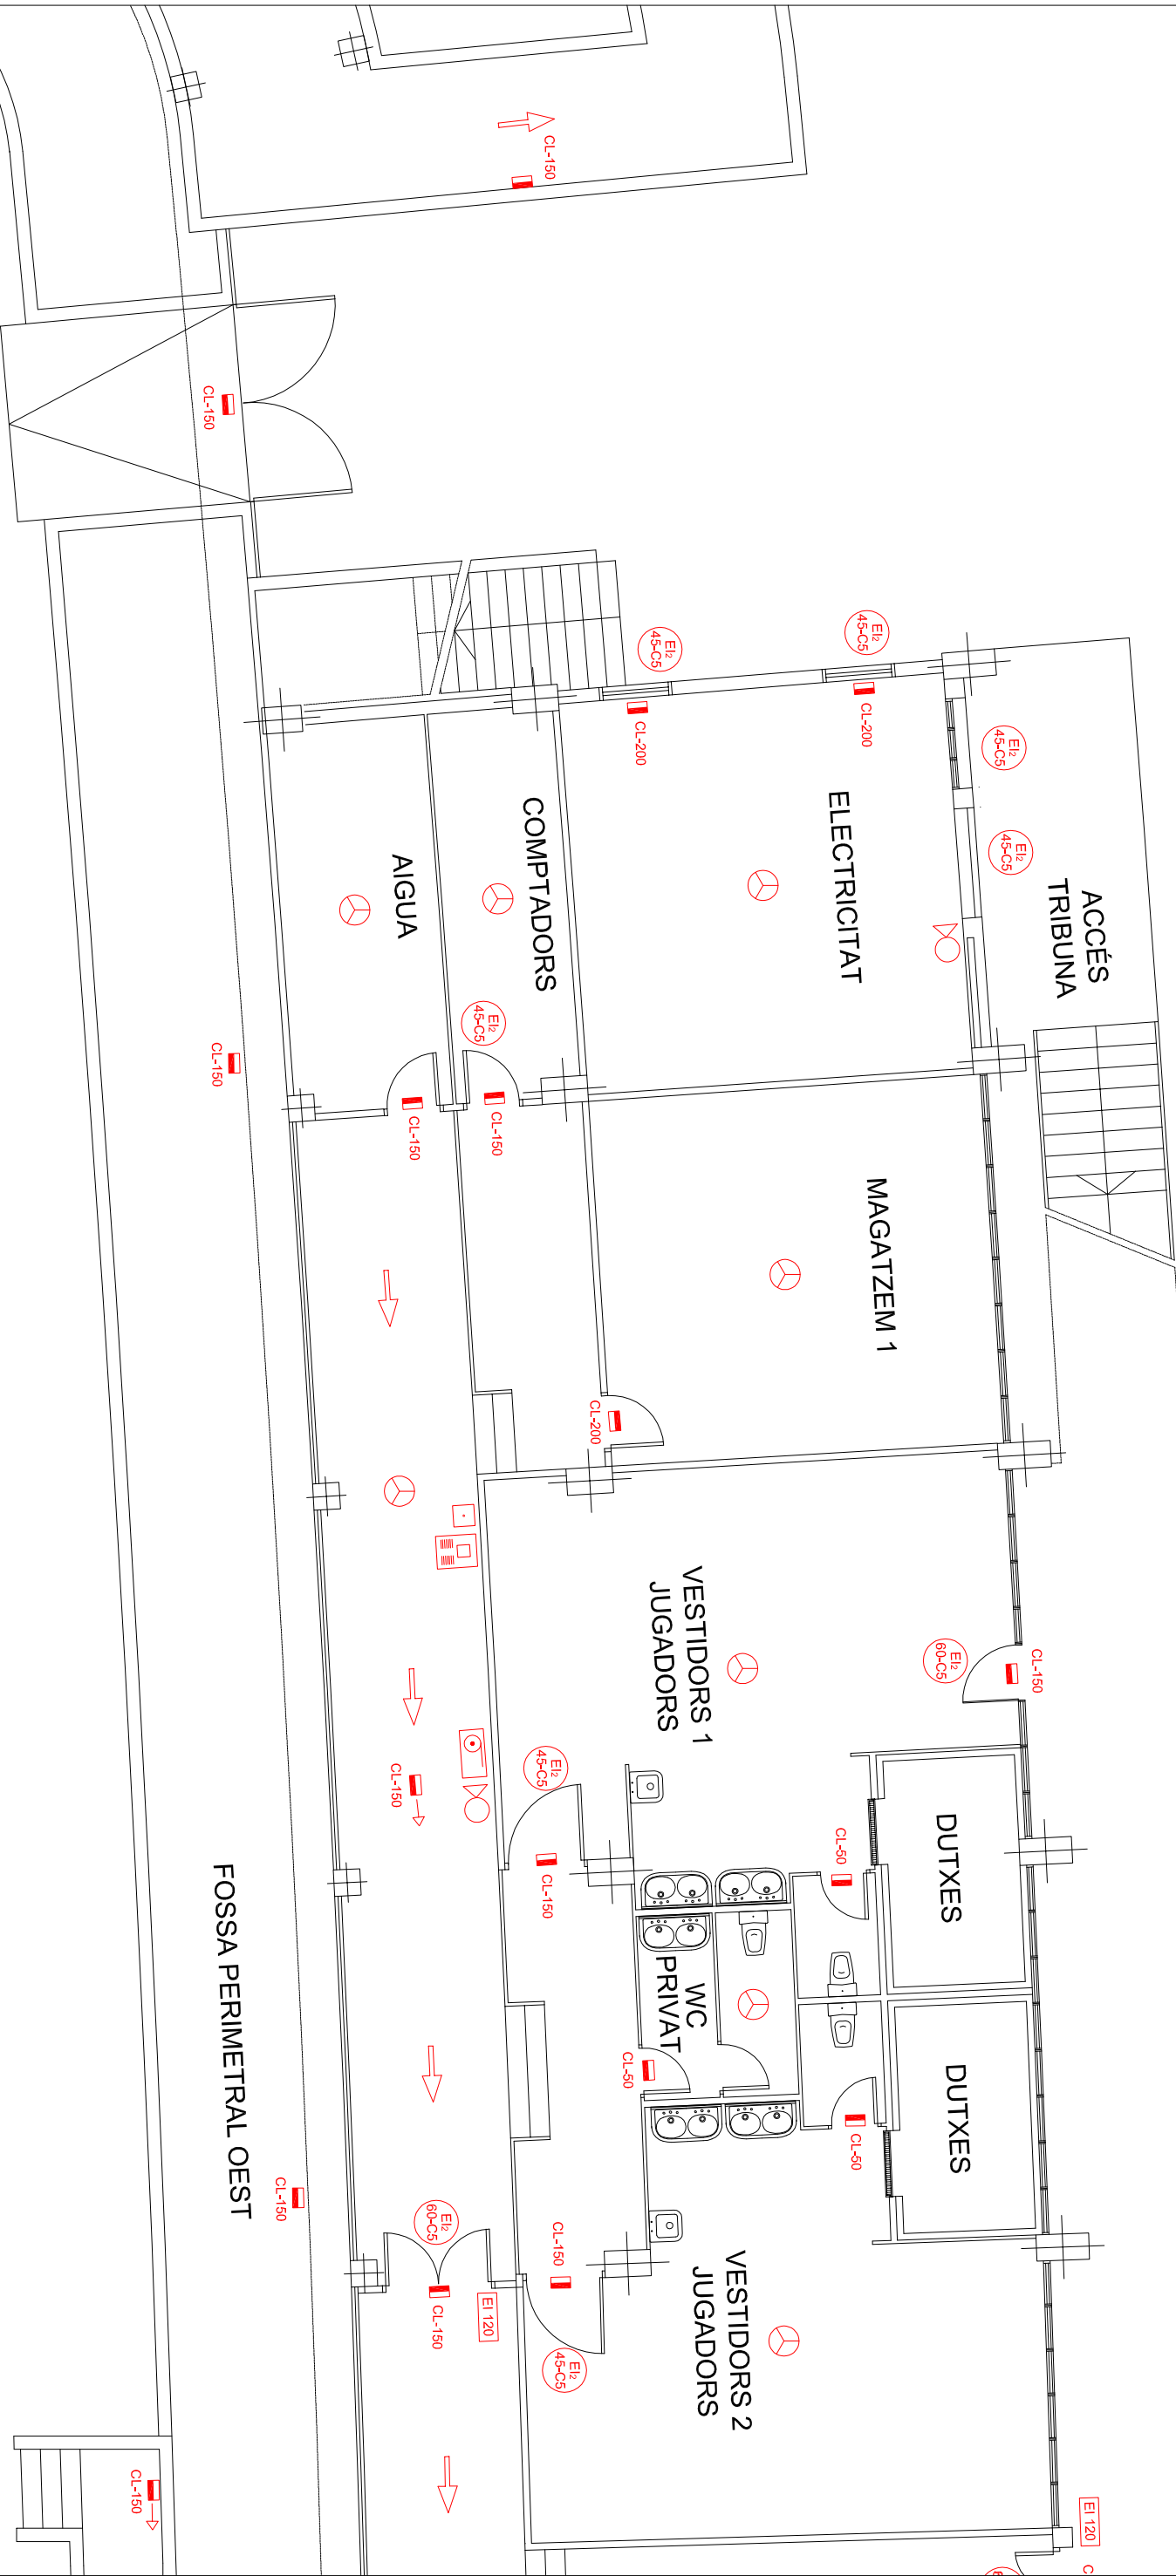 CL-150
CL-150
EI2
45-C5
EI2
45-C5
CL-200
CL-200
EI2
45-C5
EI2
45-C5
ACCÉS
TRIBUNA
ELECTRICITAT
COMPTADORS
AIGUA
EI2
45-C5
CL-150
CL-150
CL-150
MAGATZEM 1
CL-200
VESTIDORS 1
JUGADORS
EI2
60-C5
CL-150
EI2
45-C5
CL-150
CL-150
CL-50
DUTXES
WC
PRIVAT
CL-50
DUTXES
CL-50
FOSSA PERIMETRAL OEST
CL-150
EI2
60-C5
CL-150
EI 120
CL-150
EI2
45-C5
VESTIDORS 2
JUGADORS
CL-150
EI 120